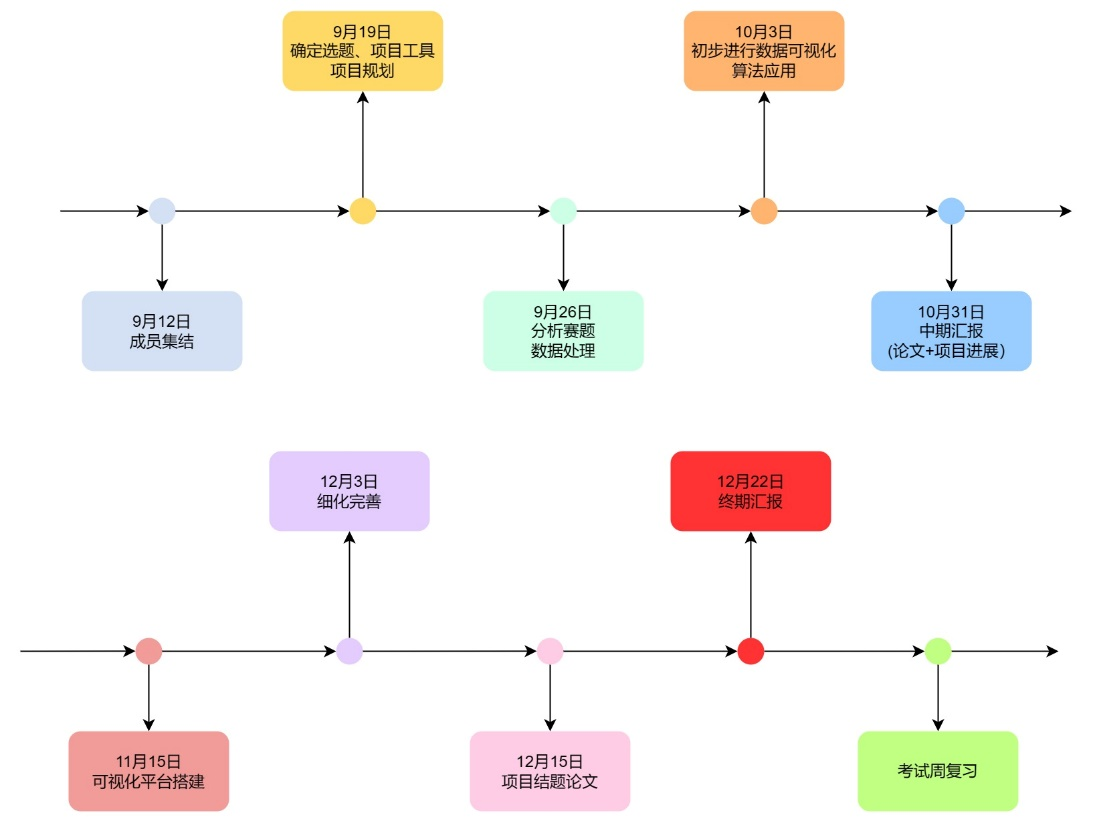 9月19日
确定选题、项目工具
项目规划
10月3日
初步进行数据可视化
算法应用
9月12日
成员集结
9月26日
分析赛题
数据处理
10月31日
中期汇报
(论文+项目进展）
12月3日
细化完善
12月22日
终期汇报
11月15日
可视化平台搭建
12月15日
项目结题论文
考试周复习